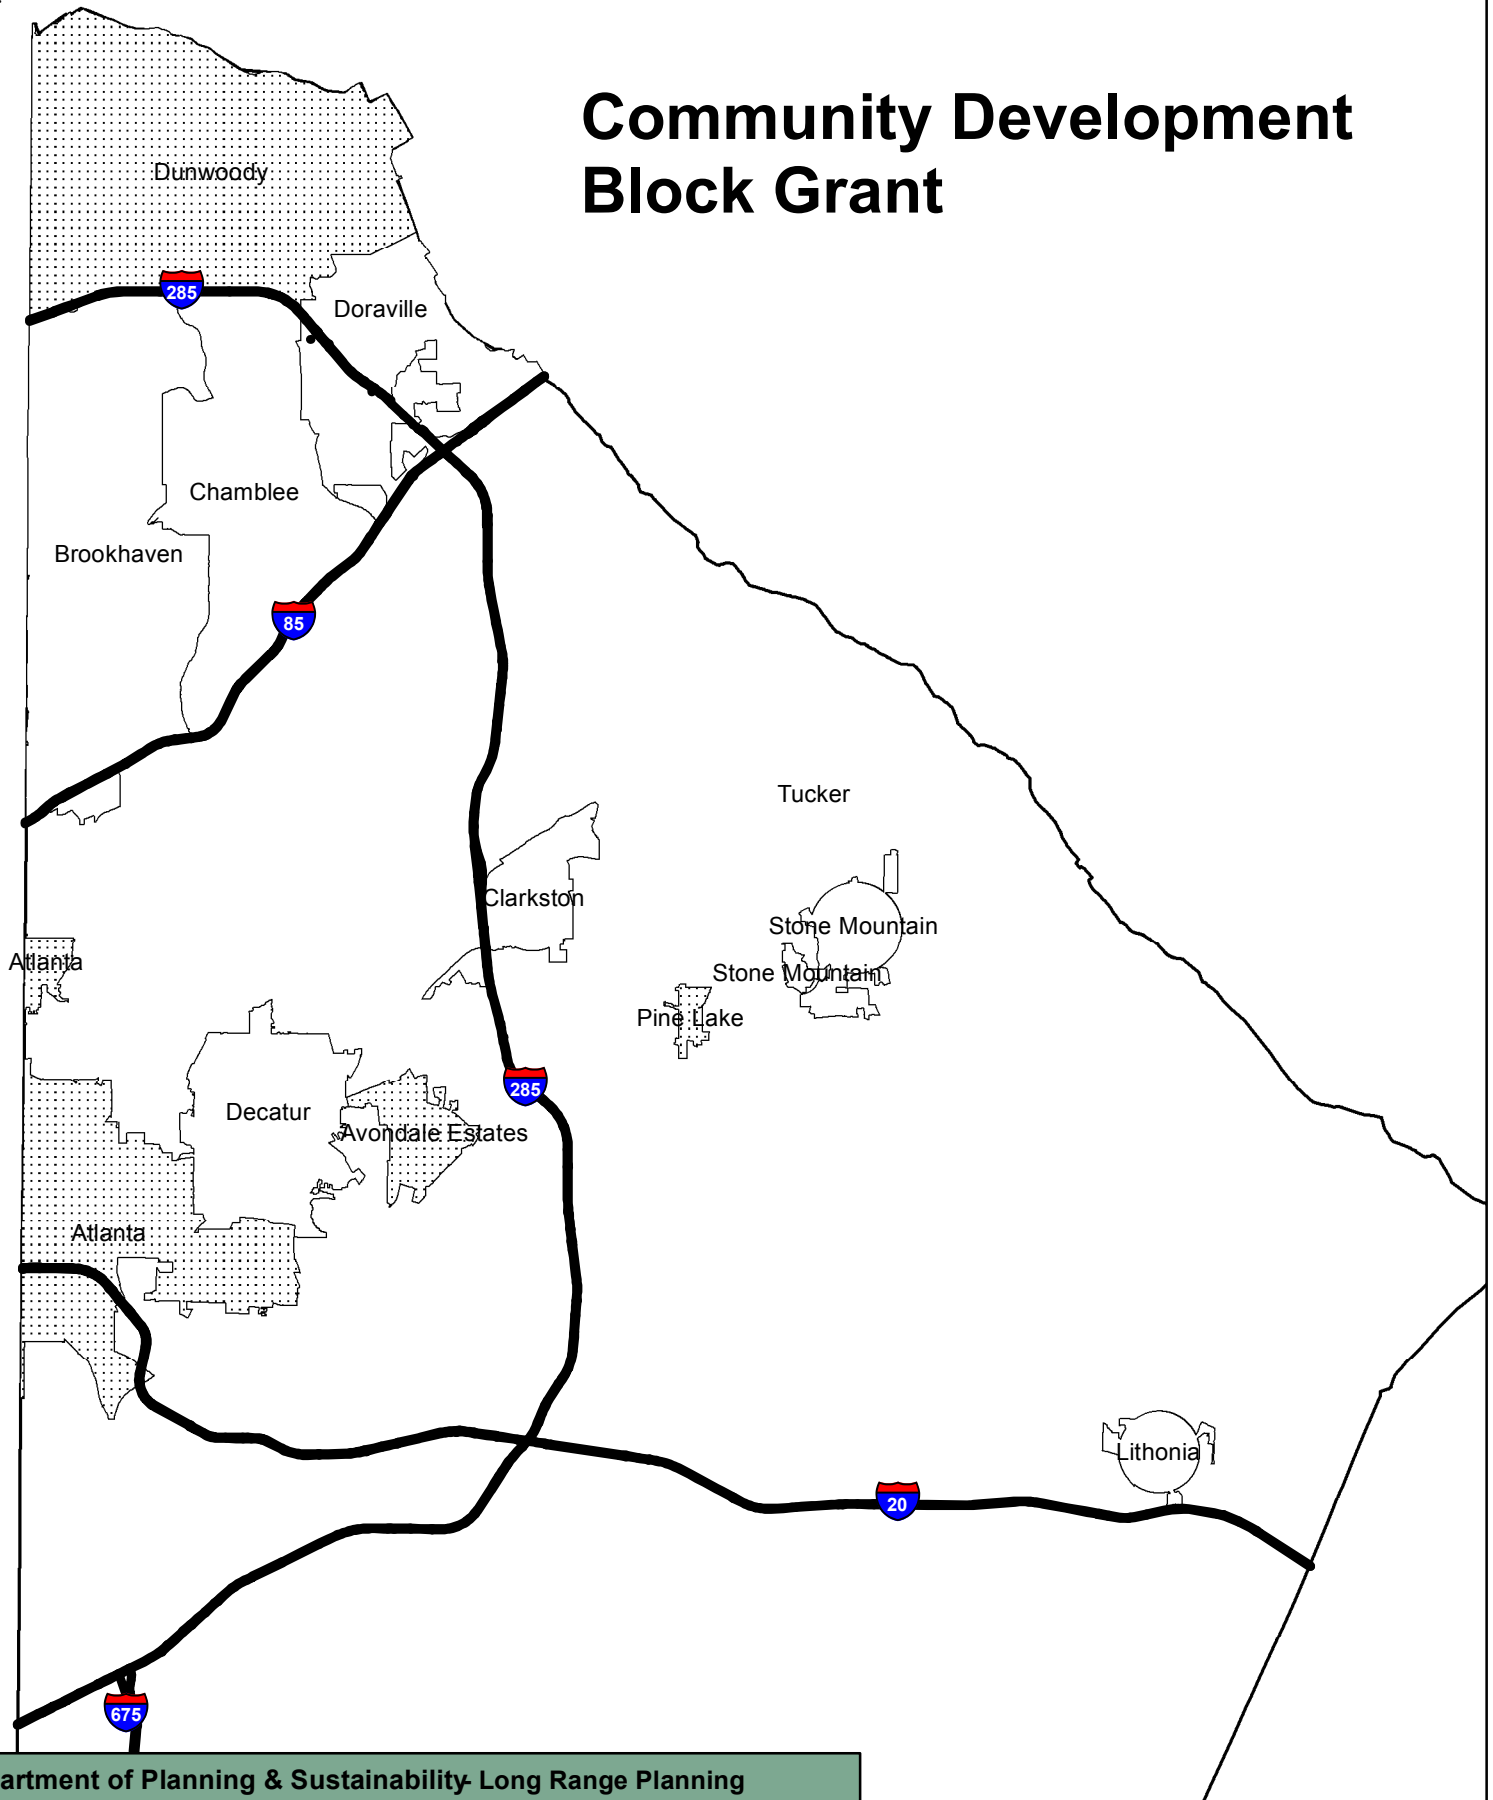 Community Development
Block Grant
Dunwoody
285
Doraville
Chamblee
Brookhaven
85
Tucker
Clarkston
Stone Mountain
Atlanta
Stone Mountain
Pine Lake
285
Decatur
Avondale Estates
Atlanta
Lithonia
20
675
artment of Planning & Sustainability- Long Range Planning